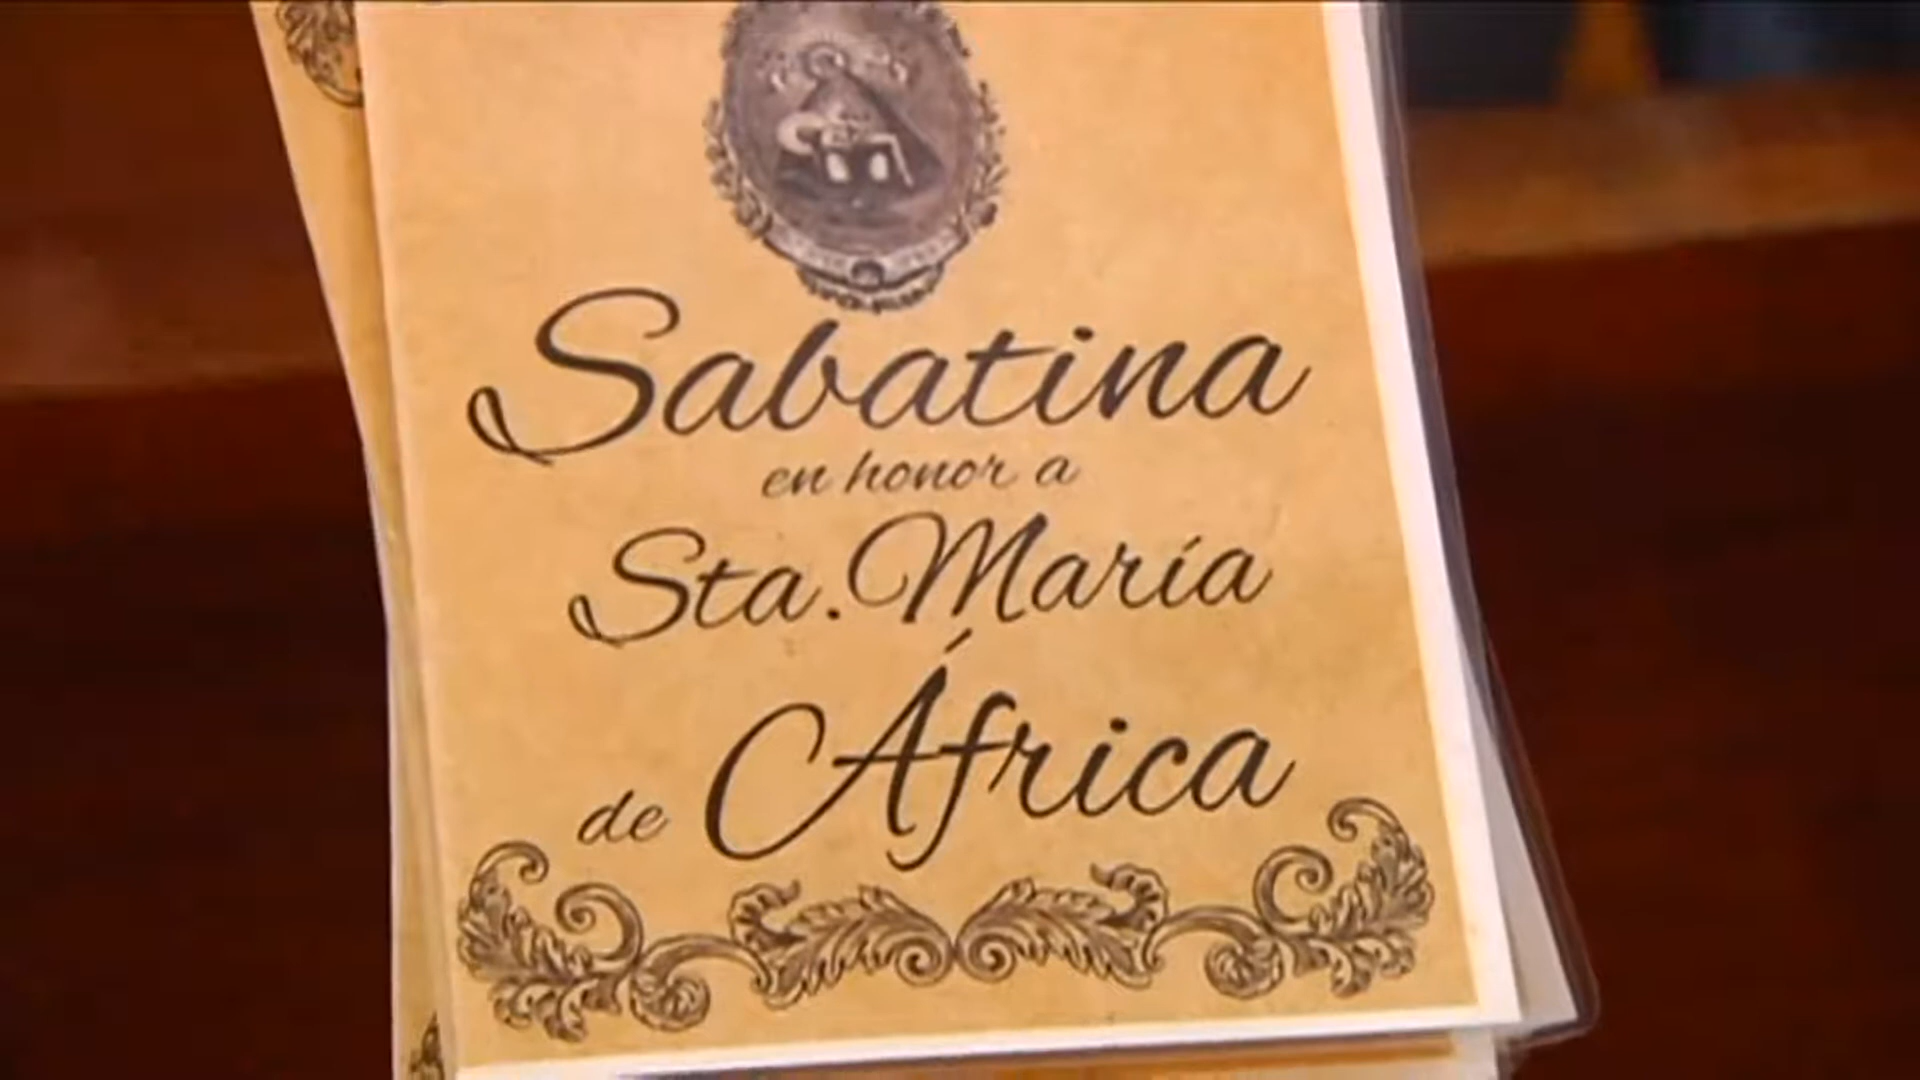 Sabatina
en honor a
Sta. María
de África